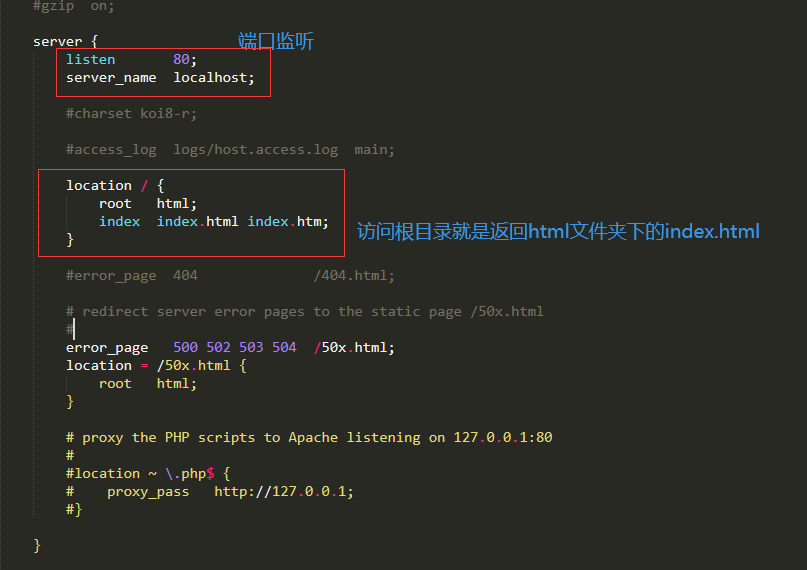 #gzip  on;
server {
端口监听
listen       80;
server_name  localhost;
#charset koi8-r;
#access_log  logs/host.access.log  main;
location / {
root   html;
index  index.html index.htm;
}
访问根目录就是返回html文件夹下的index.html
#error_page  404              /404.html;
# redirect server error pages to the static page /50x.html
#
error_page   500 502 503 504  /50x.html;
location = /50x.html {
root   html;
}
# proxy the PHP scripts to Apache listening on 127.0.0.1:80
#
#location ~ \.php$ {
#    proxy_pass   http://127.0.0.1;
#}
}